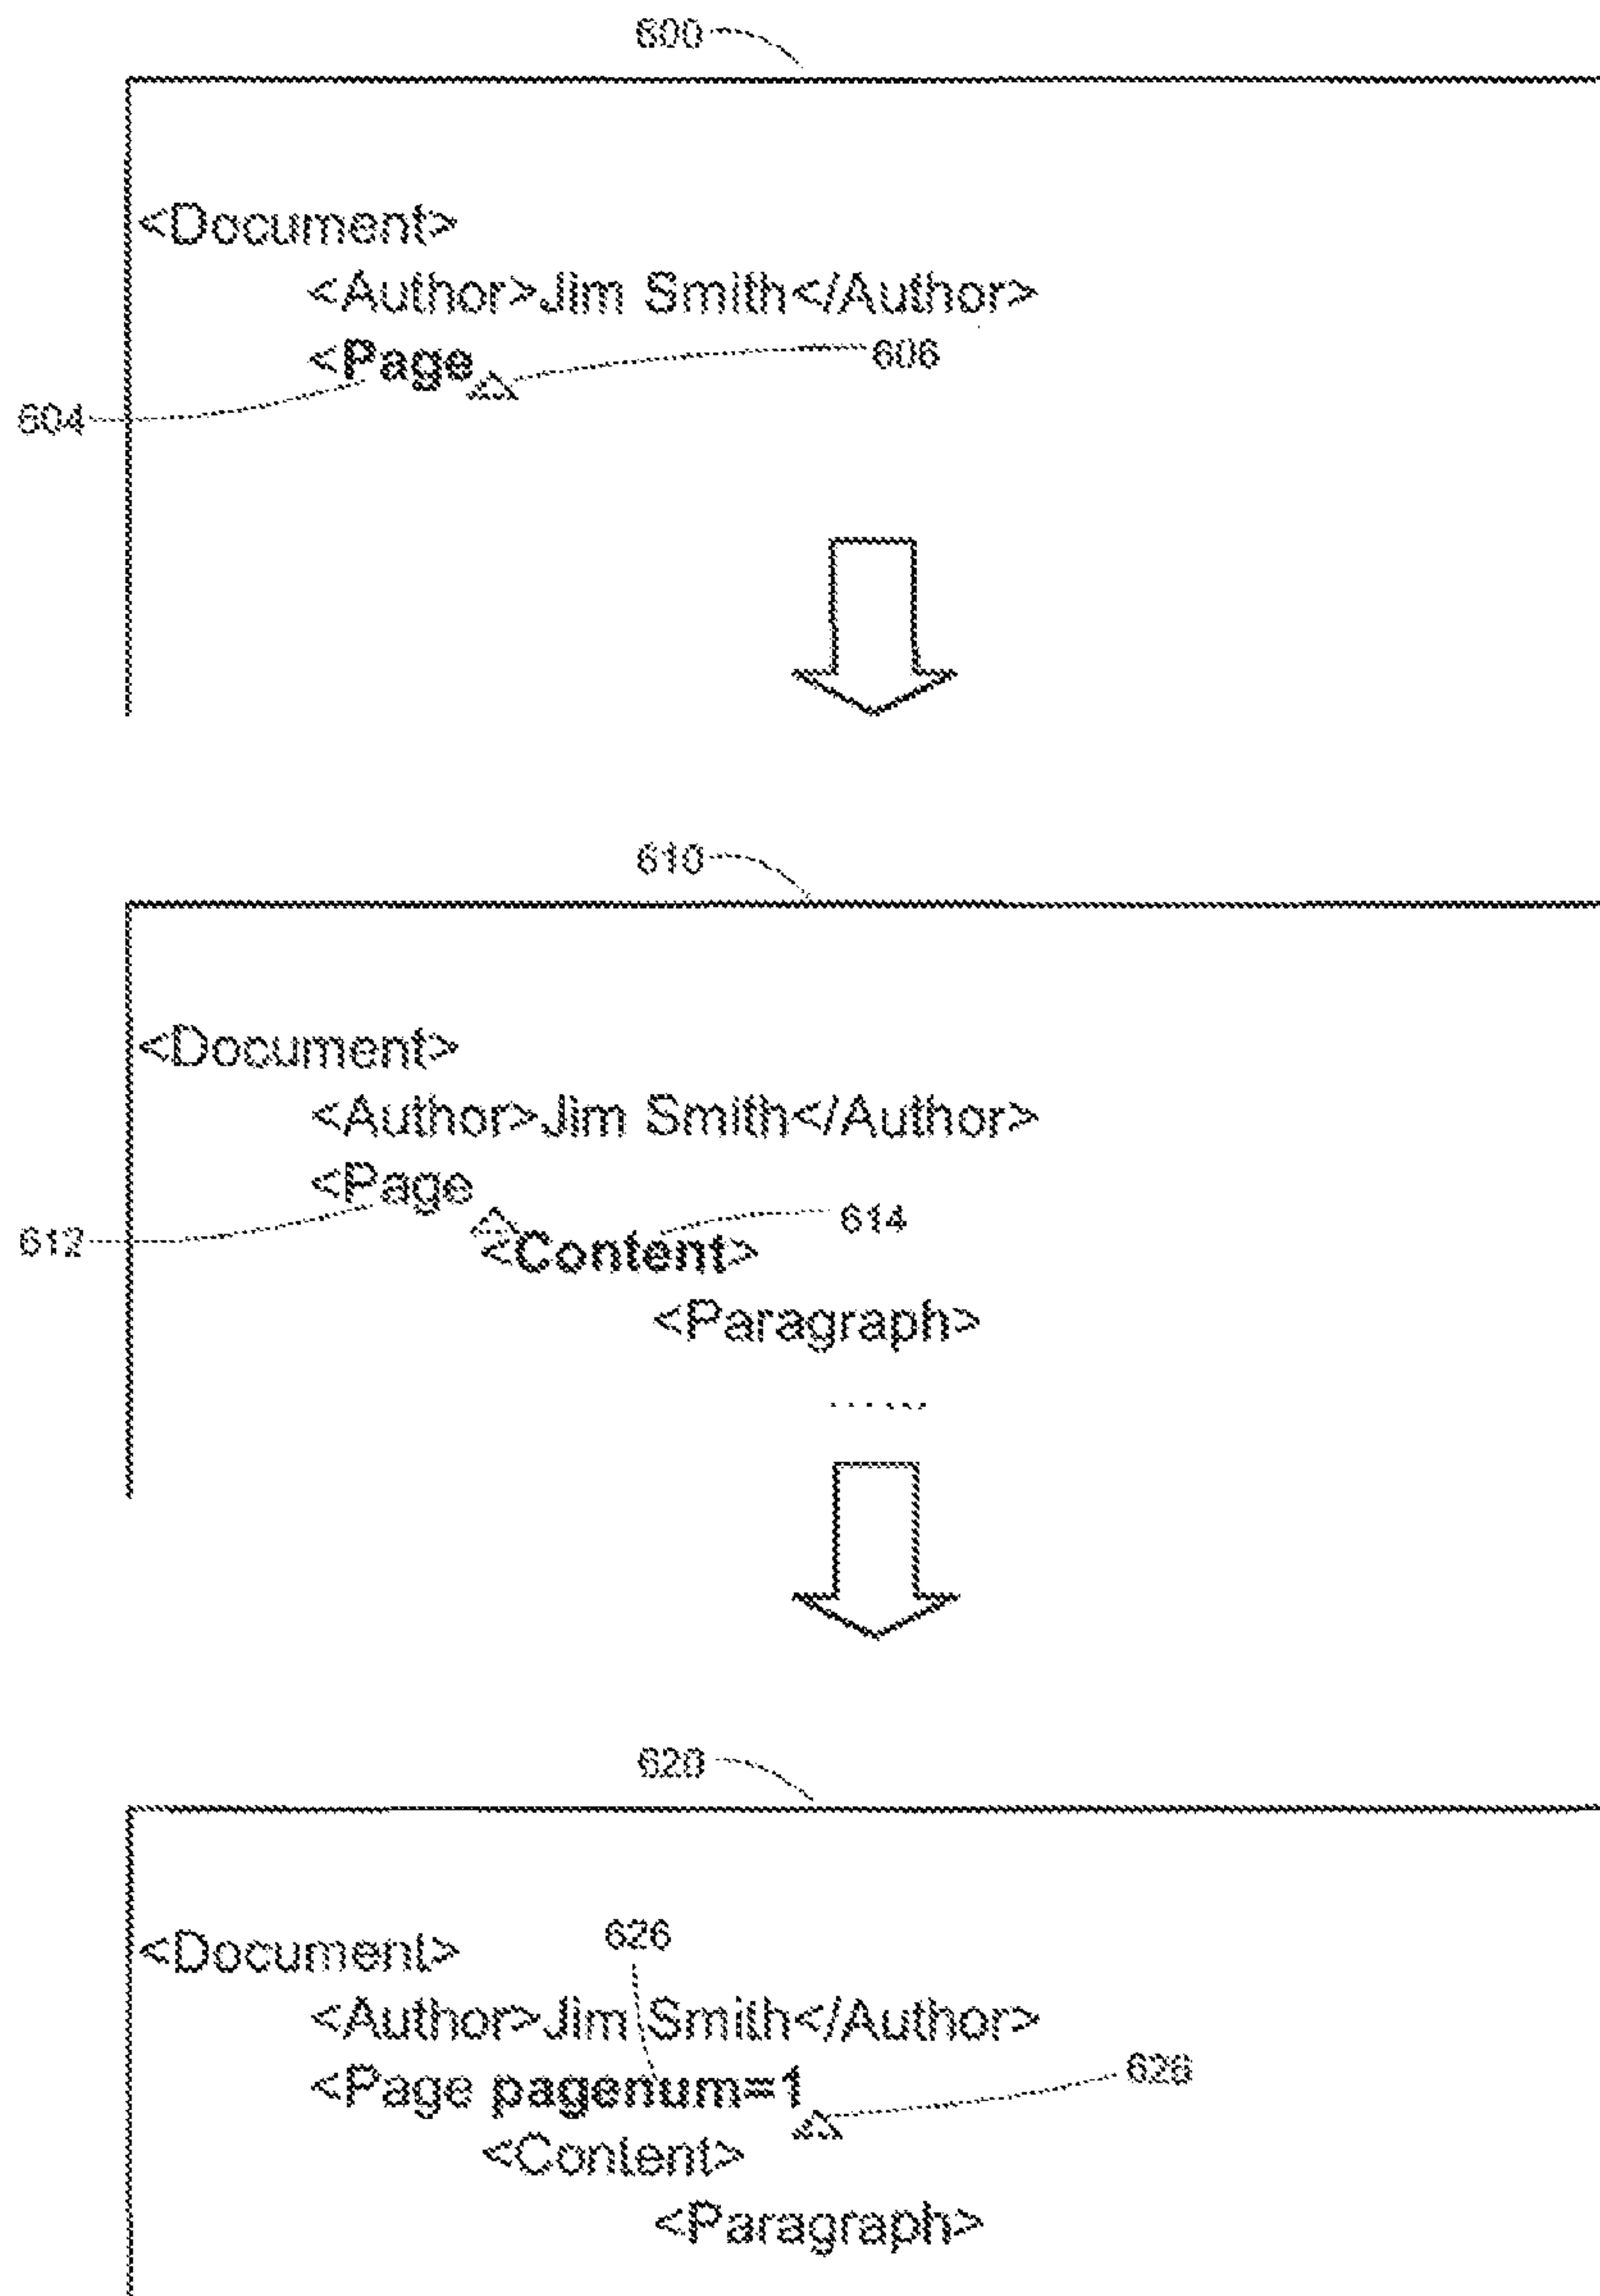 600
<Document>
<Author>Jim Smith</Author>
<Page
606
604
610
<Document>
<Author>Jim Smith</Author>
<Page
614
612
<Content>
<Paragraph>
......
620
626
<Document>
<Author>Jim Smith</Author>
<Page pagenum=1
628
<Content>
<Paragraph>